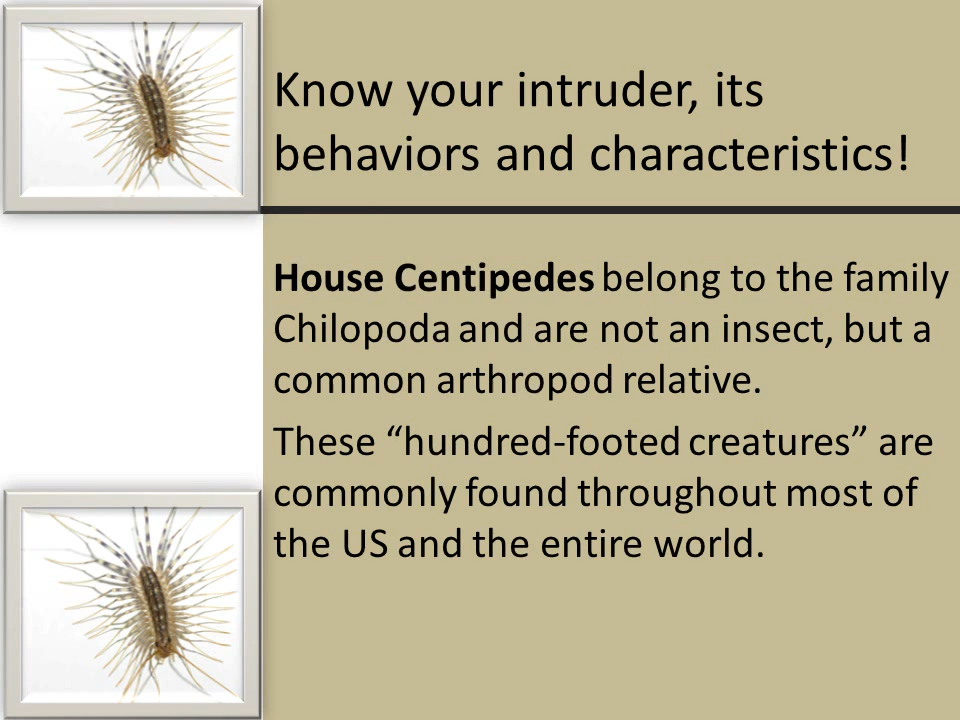 Know your intruder, its
behaviors and characteristics!
House Centipedes belong to the family
Chilopoda and are not an insect, but a
common arthropod relative.
These “hundred-footed creatures” are
commonly found throughout most of
the US and the entire world.